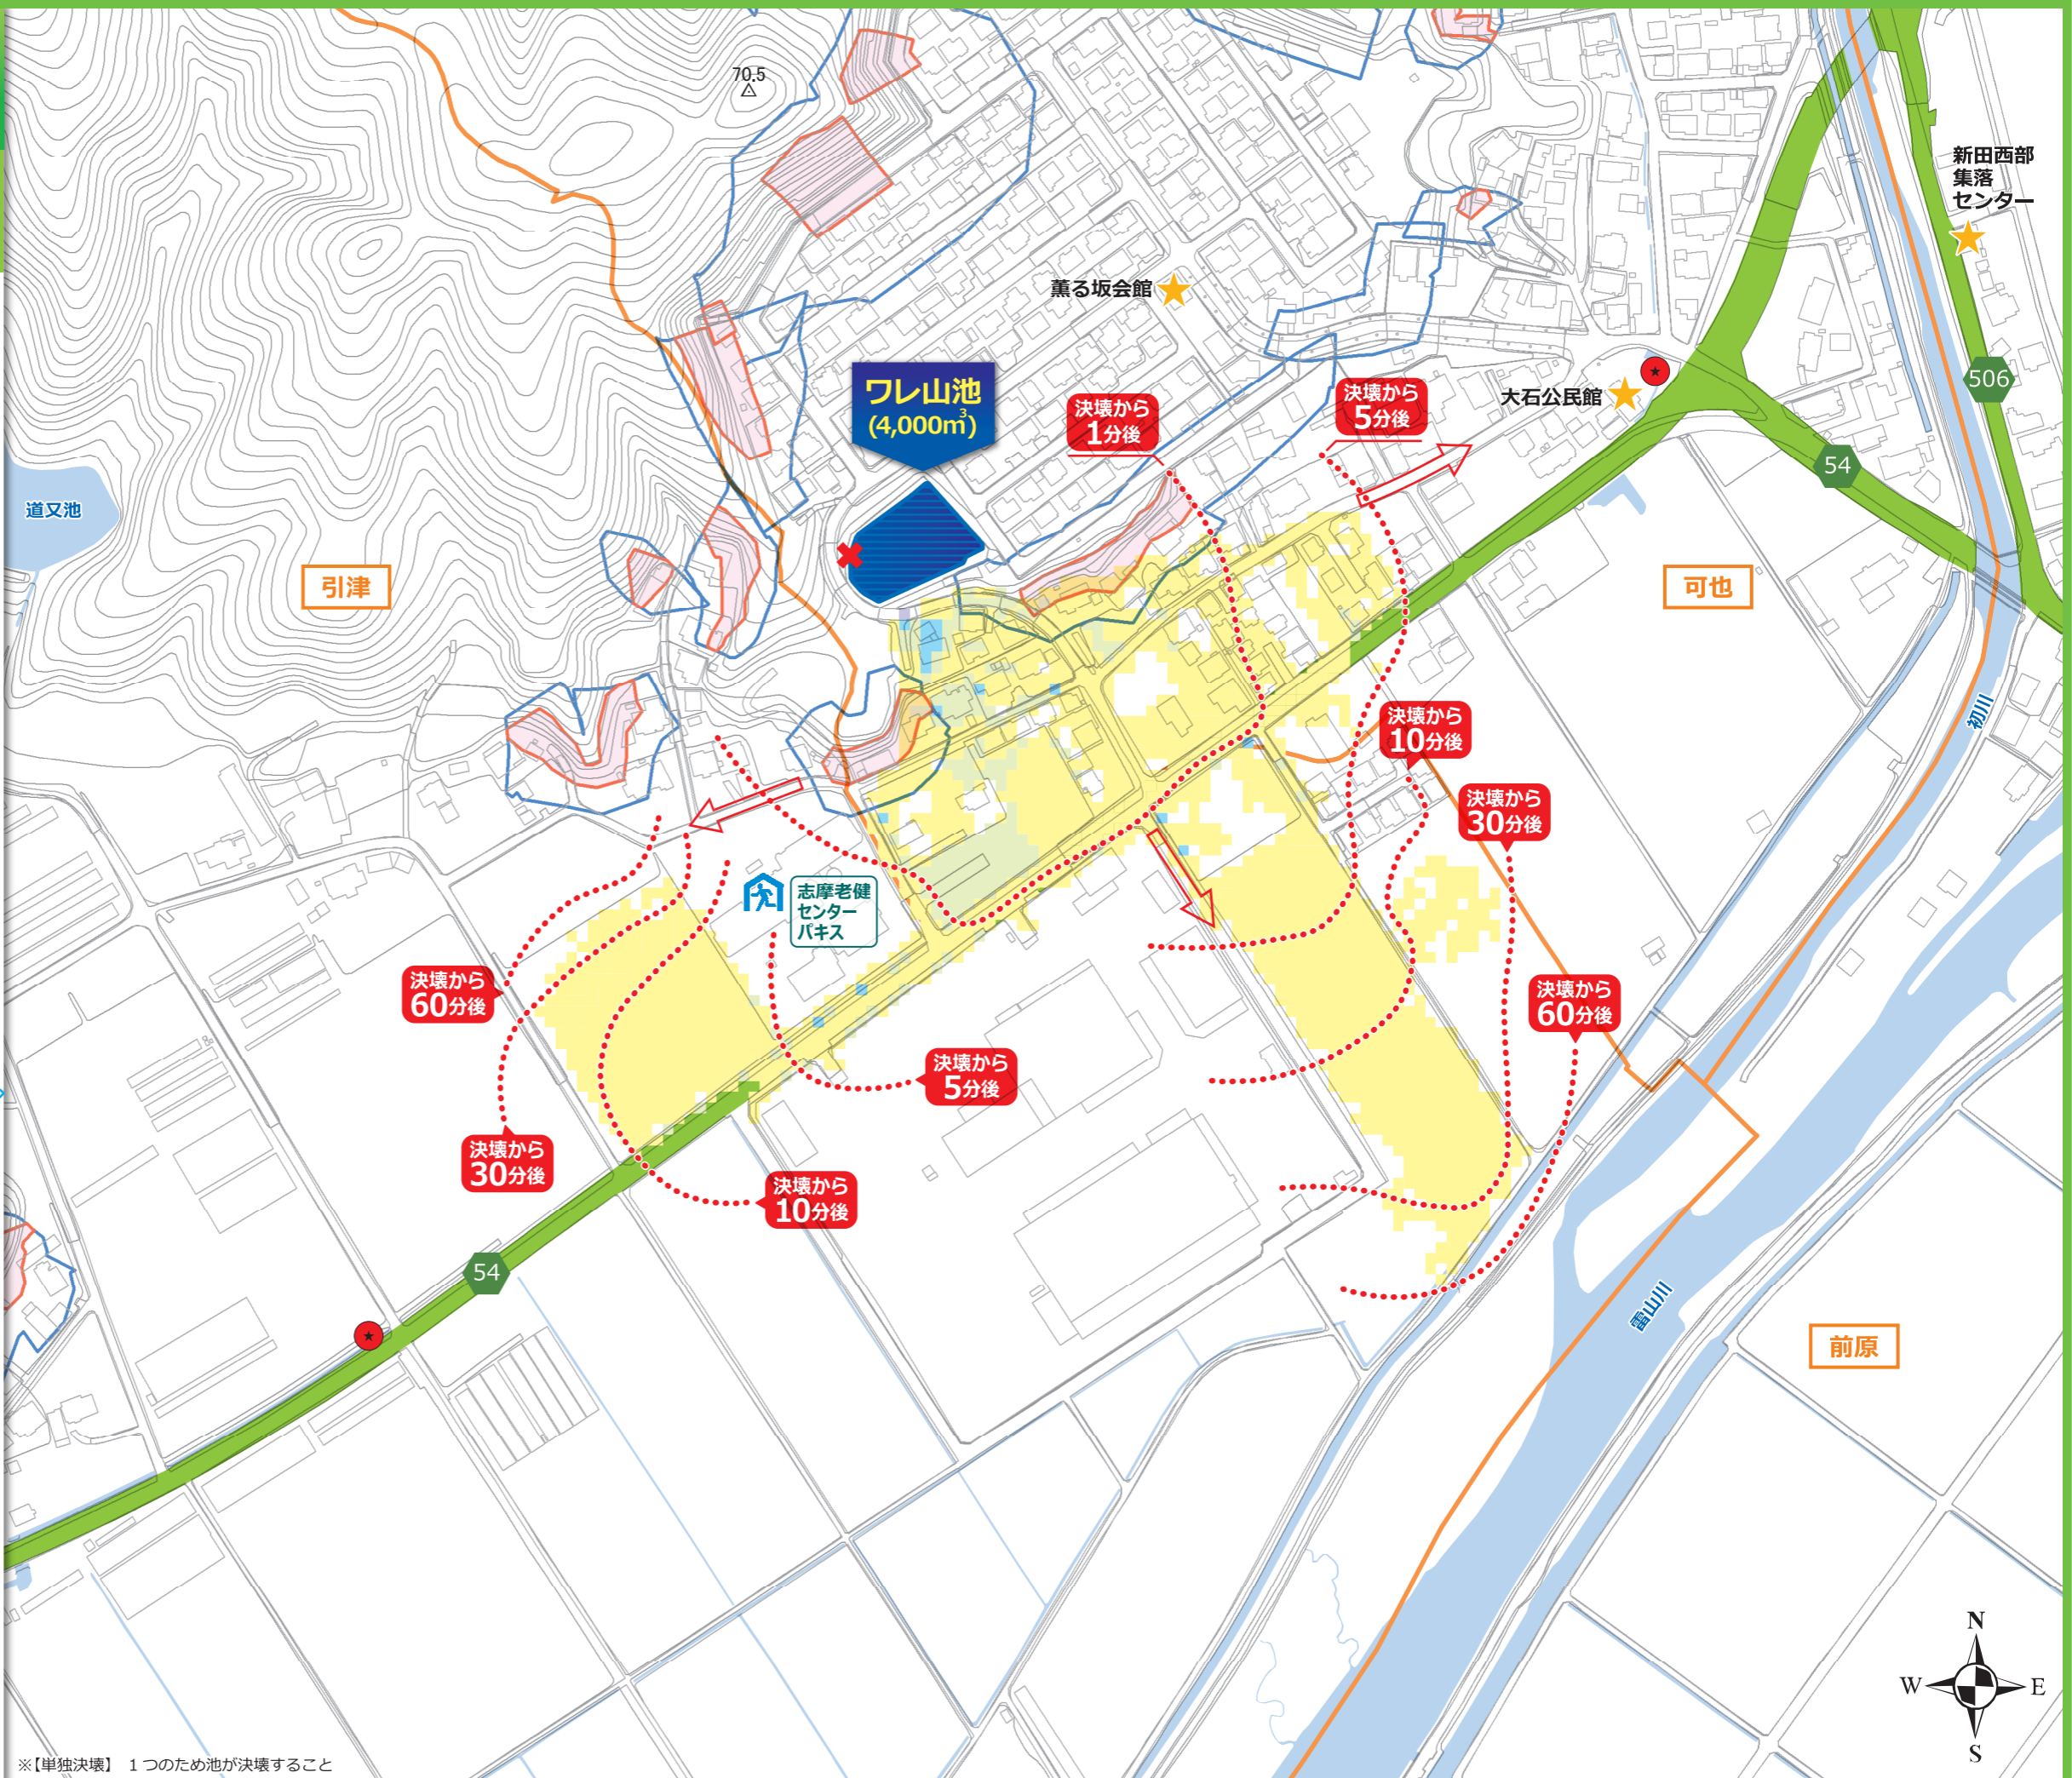 70.5
新田西部
集落
センター
薫る坂会館
506
ワレ山池
(4,000㎥)
決壊から
1分後
決壊から
5分後
大石公民館
54
道又池
引津
可也
初川
決壊から
10分後
決壊から
30分後
志摩老健
センター
パキス
決壊から
60分後
決壊から
60分後
決壊から
5分後
決壊から
30分後
決壊から
10分後
54
雷山川
前原
N
W
E
S
※【単独決壊】 1つのため池が決壊すること